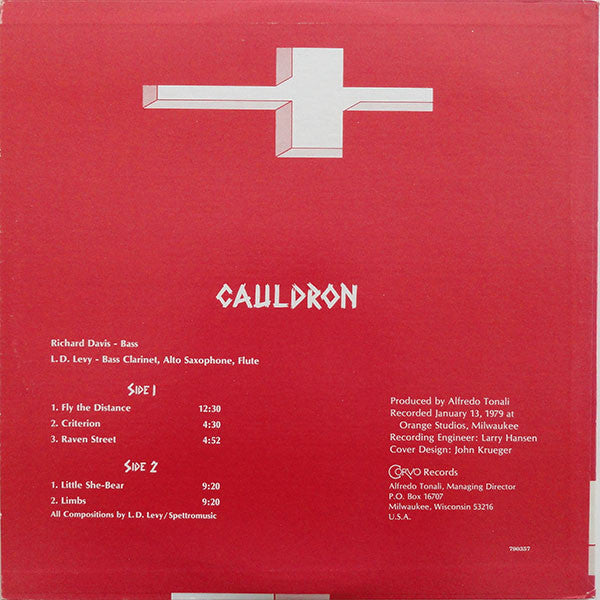 CAULDRON
Richard Davis - Bass
L.D. Levy - Bass Clarinet, Alto Saxophone, Flute
SIDE 1
1. Fly the Distance 12:30
2. Criterion 4:30
3. Raven Street 4:52
SIDE 2
1. Little She-Bear 9:20
2. Limbs 9:20
All Compositions by L.D. Levy/Spettromusic
Produced by Alfredo Tonali
Recorded January 13, 1979 at
Orange Studios, Milwaukee
Recording Engineer: Larry Hansen
Cover Design: John Krueger
CORVO Records
Alfredo Tonali, Managing Director
P.O. Box 16707
Milwaukee, Wisconsin 53216
U.S.A.
790357